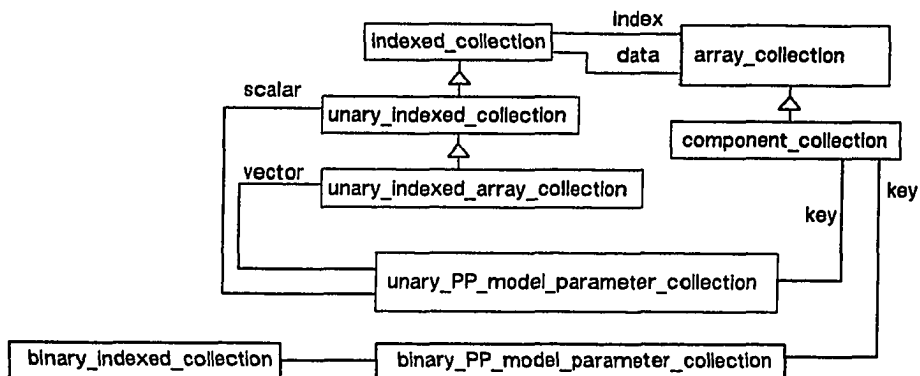 index
indexed_collection
data
array_collection
scalar
unary_indexed_collection
component_collection
vector
unary_indexed_array_collection
key
key
unary_PP_model_parameter_collection
binary_indexed_collection
binary_PP_model_parameter_collection